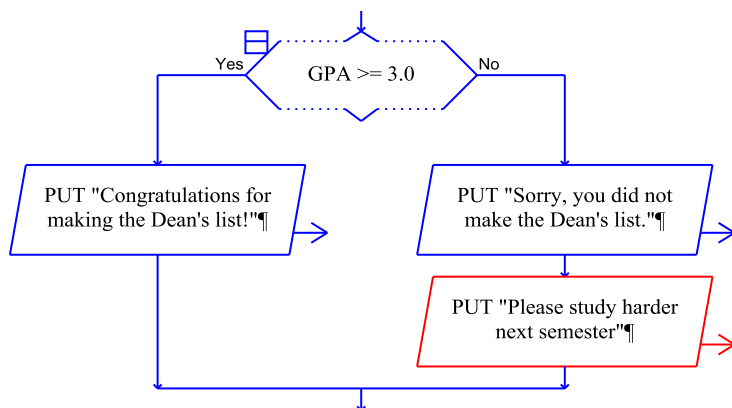 Yes
GPA >= 3.0
No
PUT "Congratulations for
making the Dean's list!"¶
PUT "Sorry, you did not
make the Dean's list."¶
PUT "Please study harder
next semester"¶